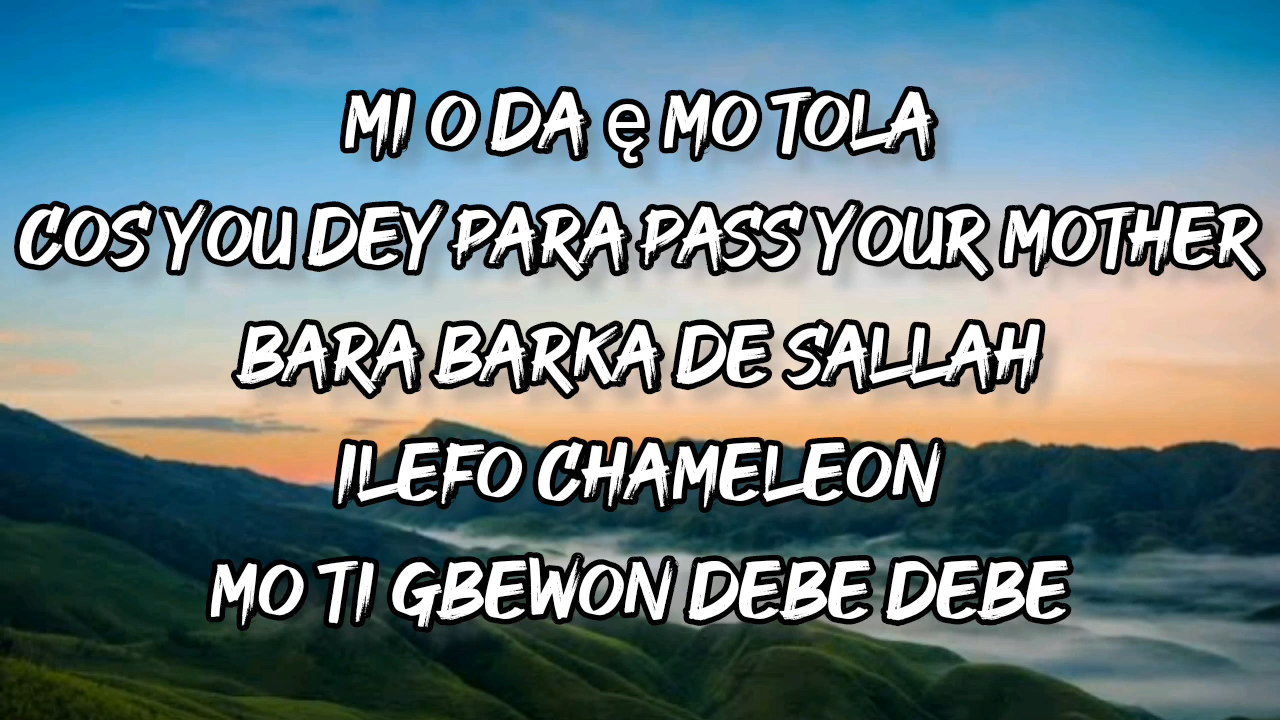 MI O DA ę MO TOLA
COS YOU DEY PARA PASS YOUR MOTHER
BARA BARKA DE SALLAH
ILEFO CHAMELEON
MO TI GBEWON DEBE DEBE